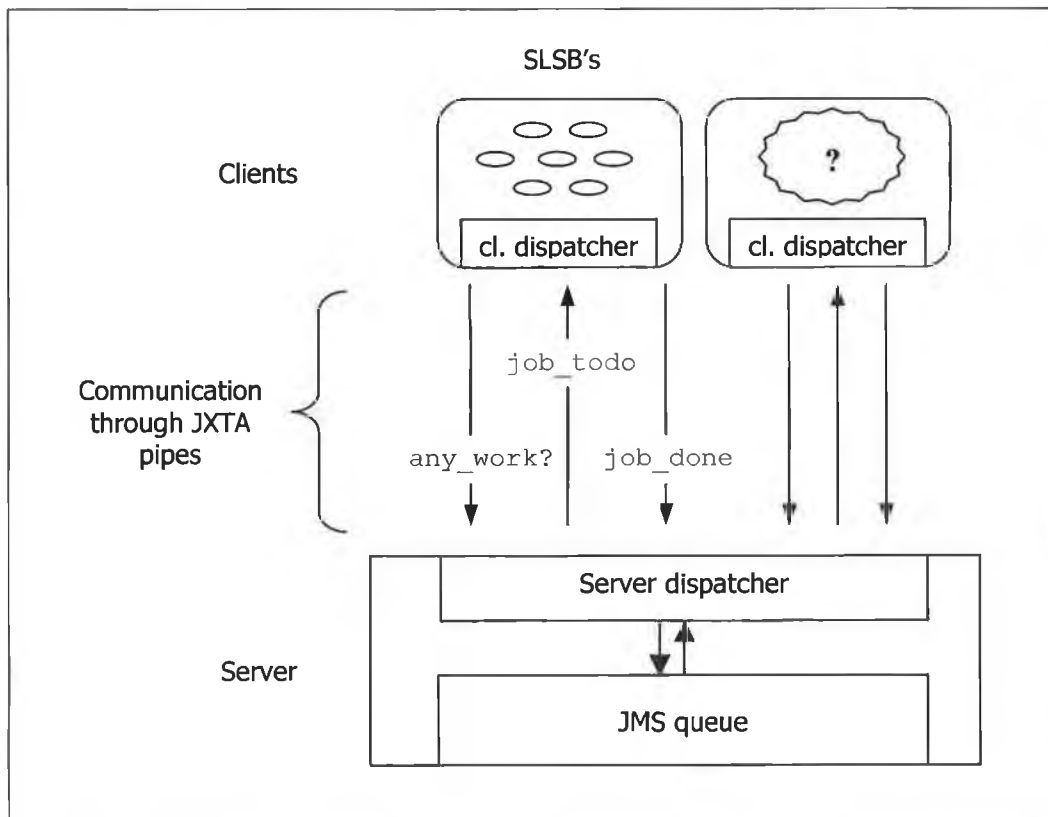 SLSB's
Clients
?
cl. dispatcher
cl. dispatcher
job_todo
Communication
through JXTA
pipes
any_work?
job_done
Server dispatcher
Server
JMS queue